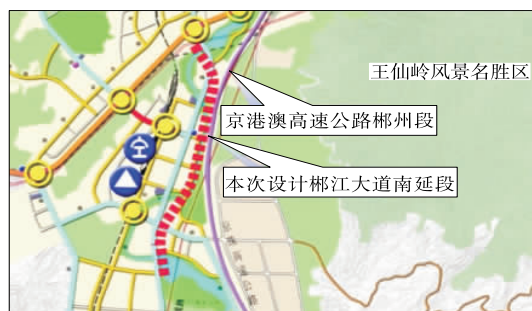 王仙岭风景名胜区
京港澳高速公路郴州段
本次设计郴江大道南延段